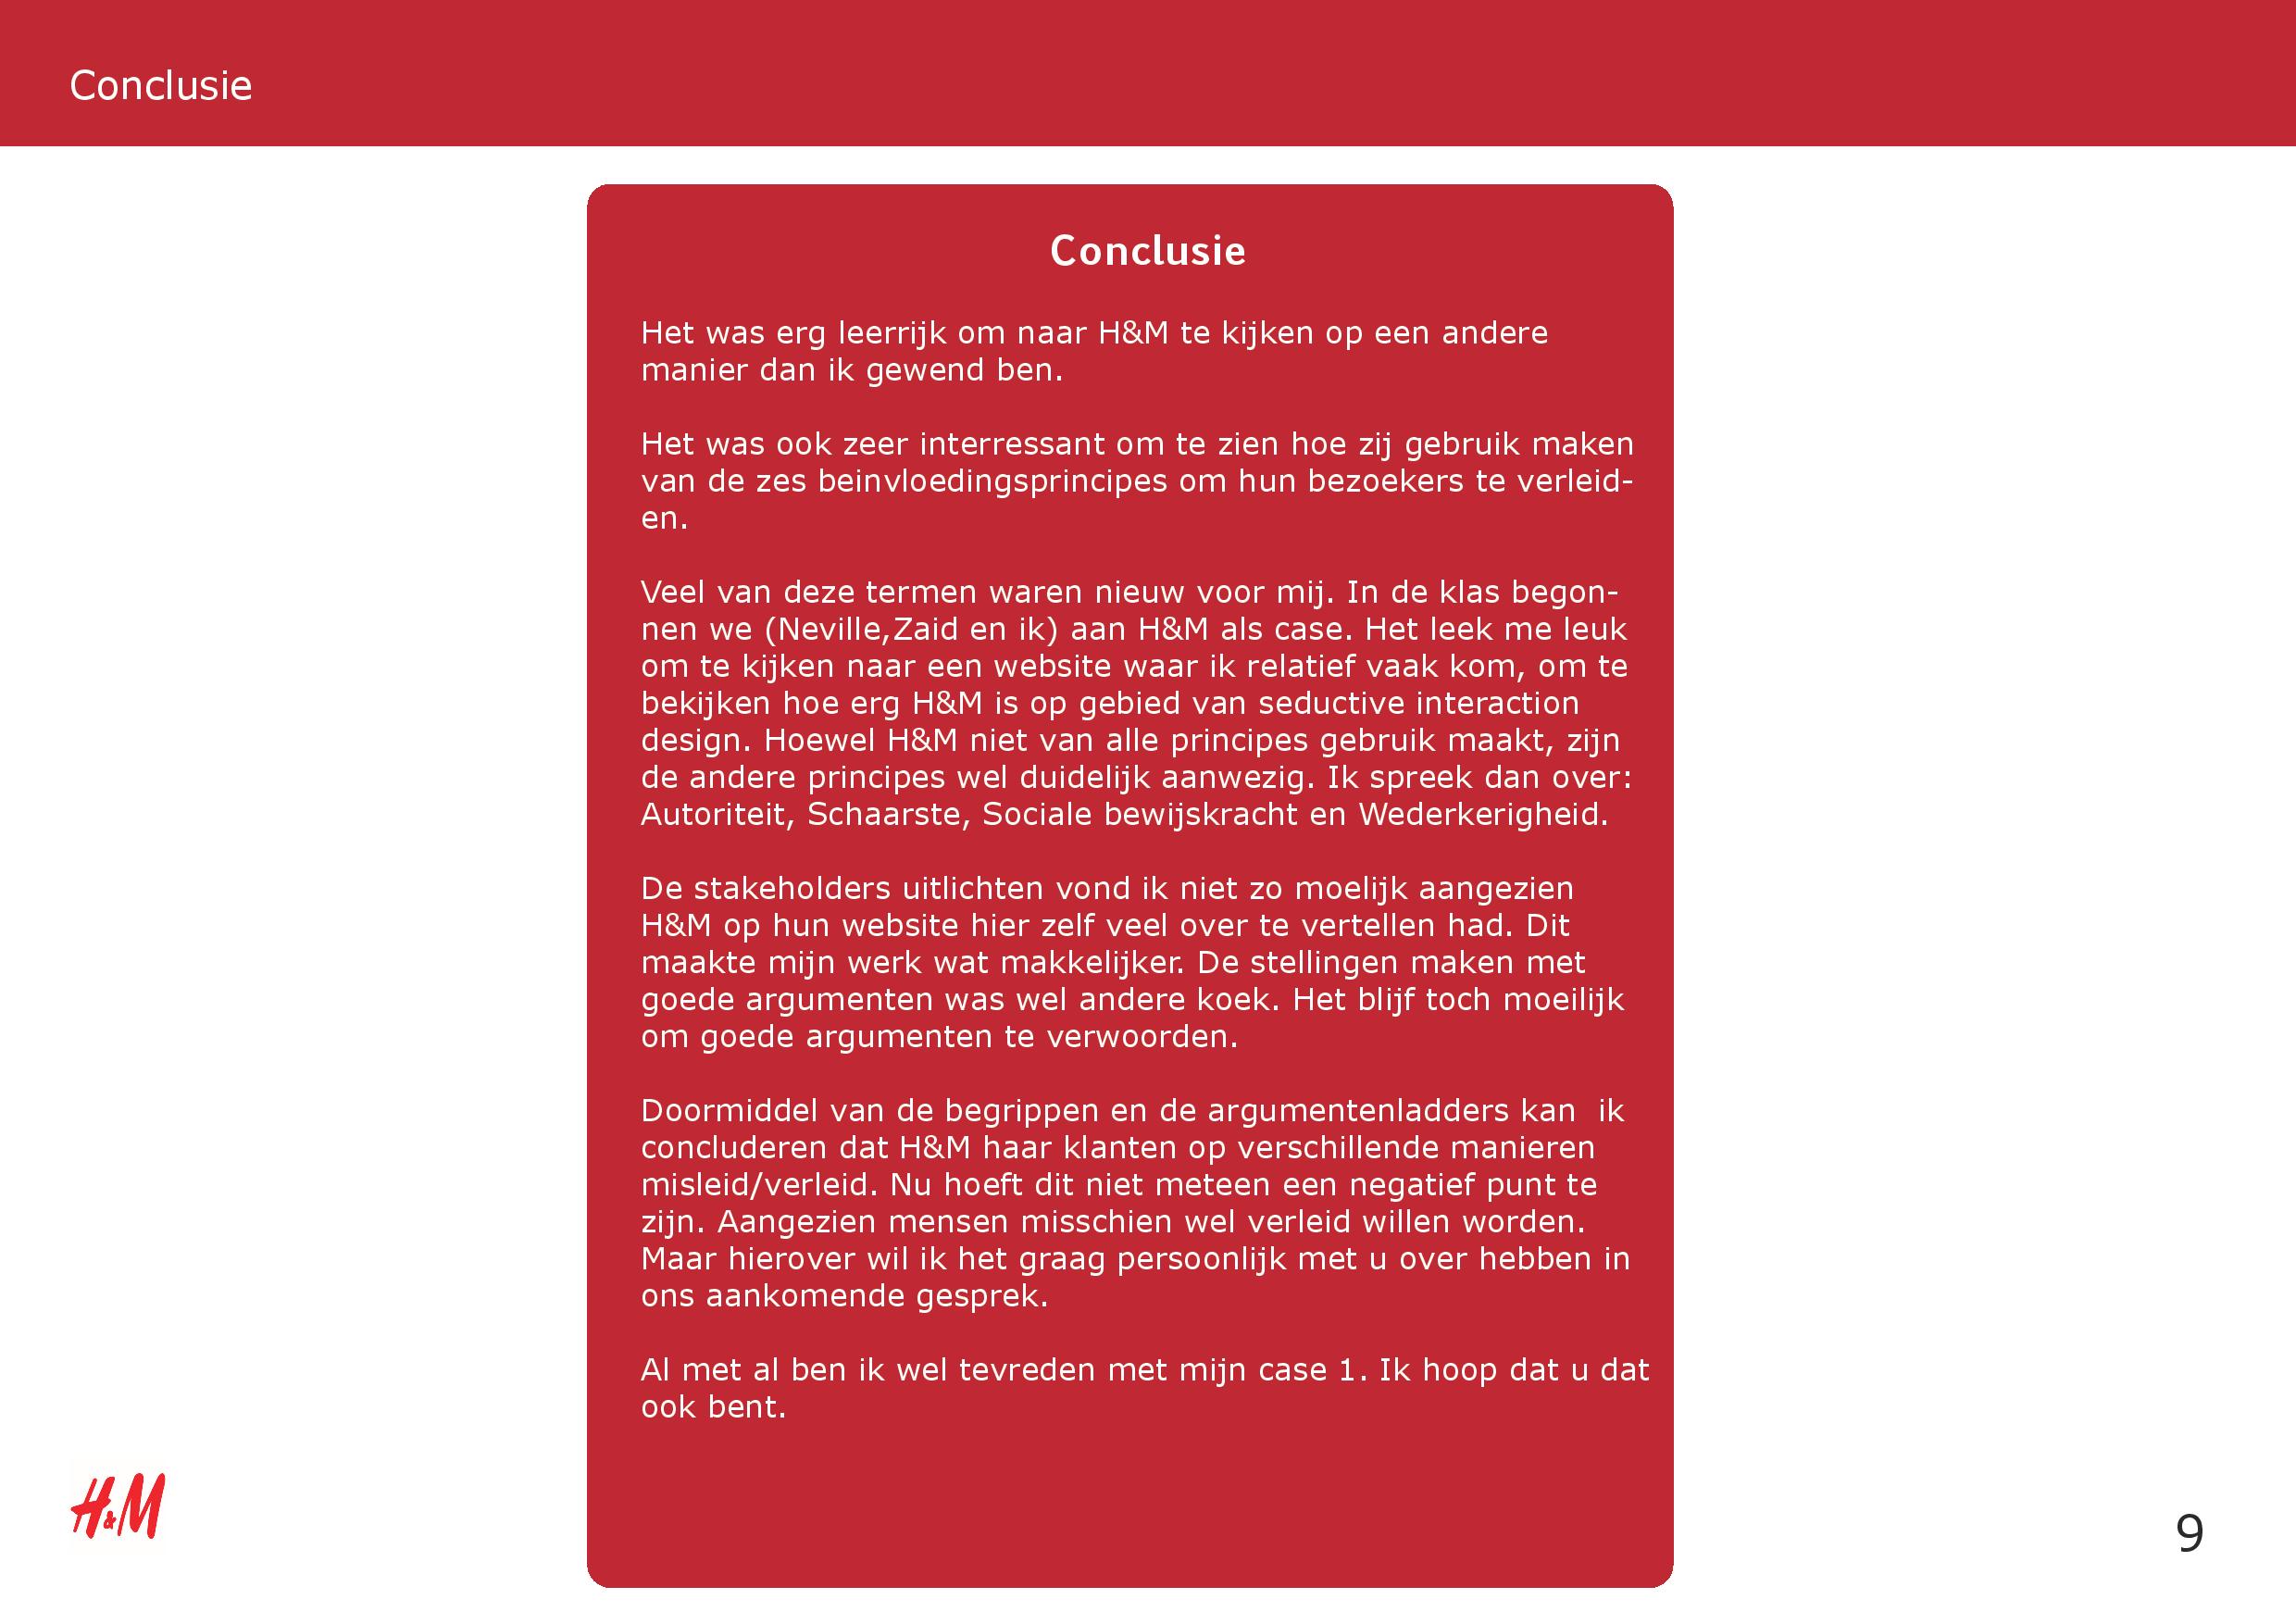 Conclusie
Conclusie
Het was erg leerrijk om naar H&M te kijken op een andere
manier dan ik gewend ben.
Het was ook zeer interressant om te zien hoe zij gebruik maken
van de zes beinvloedingsprincipes om hun bezoekers te verleid-
en.
Veel van deze termen waren nieuw voor mij. In de klas begon-
nen we (Neville,Zaid en ik) aan H&M als case. Het leek me leuk
om te kijken naar een website waar ik relatief vaak kom, om te
bekijken hoe erg H&M is op gebied van seductive interaction
design. Hoewel H&M niet van alle principes gebruik maakt, zijn
de andere principes wel duidelijk aanwezig. Ik spreek dan over:
Autoriteit, Schaarste, Sociale bewijskracht en Wederkerigheid.
De stakeholders uitlichten vond ik niet zo moelijk aangezien
H&M op hun website hier zelf veel over te vertellen had. Dit
maakte mijn werk wat makkelijker. De stellingen maken met
goede argumenten was wel andere koek. Het blijf toch moeilijk
om goede argumenten te verwoorden.
Doormiddel van de begrippen en de argumentenladders kan  ik
concluderen dat H&M haar klanten op verschillende manieren
misleid/verleid. Nu hoeft dit niet meteen een negatief punt te
zijn. Aangezien mensen misschien wel verleid willen worden.
Maar hierover wil ik het graag persoonlijk met u over hebben in
ons aankomende gesprek.
Al met al ben ik wel tevreden met mijn case 1. Ik hoop dat u dat
ook bent.
H&M
9